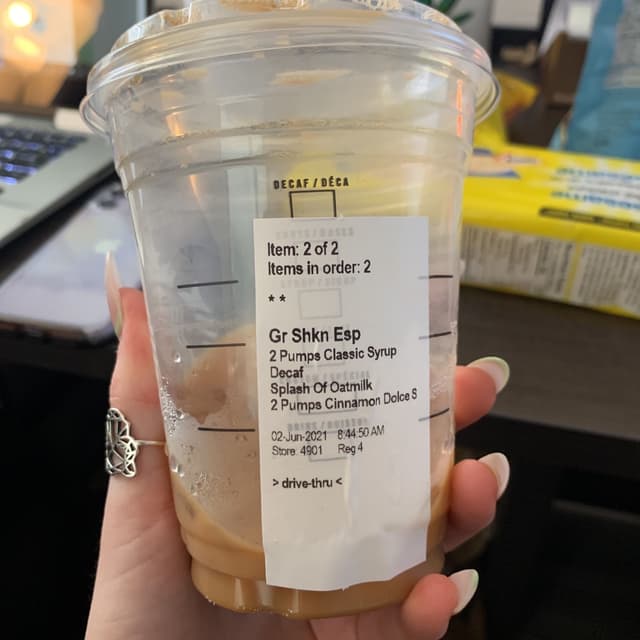 DECAF / DÉCA
Item: 2 of 2
Items in order: 2
* *
Gr Shkn Esp
2 Pumps Classic Syrup
Decaf
Splash Of Oatmilk
2 Pumps Cinnamon Dolce S
02-Jun-2021 8:44:50 AM
Store 4901 Reg 4
> drive-thru <